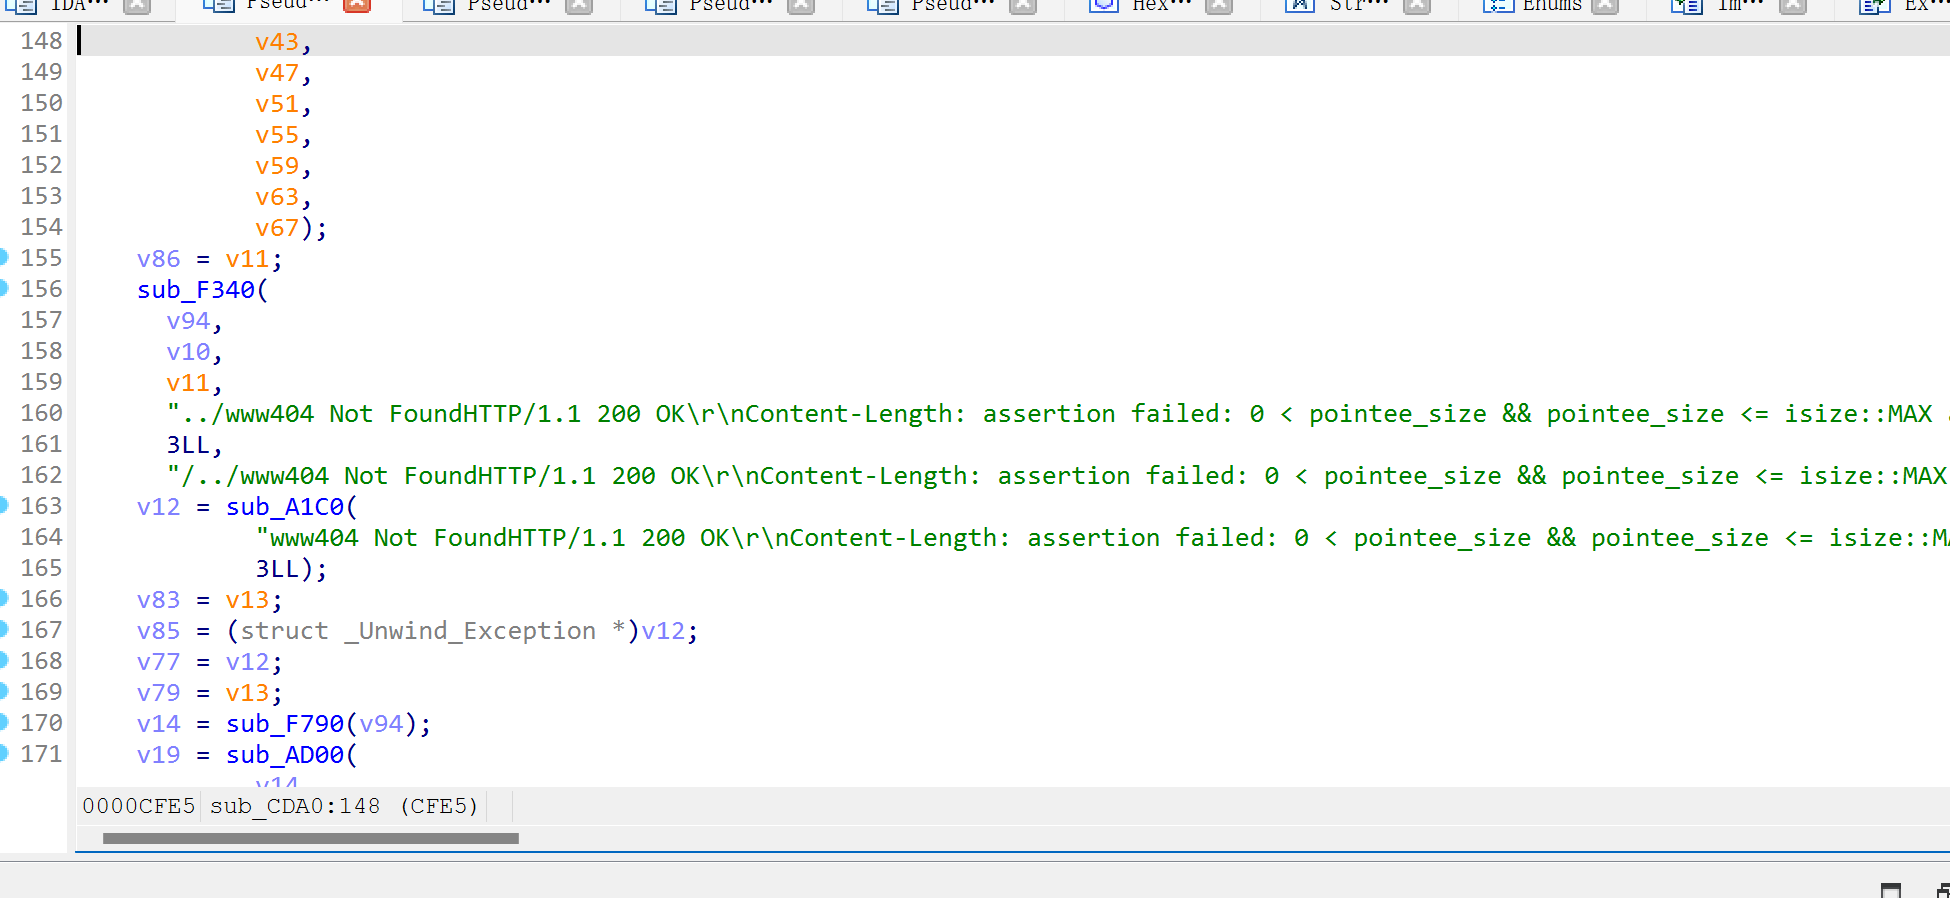 IDA… Pseud… Pseud… Pseud… Pseud… Hex… Str… Enums Im… Ex…
148 v43,
149 v47,
150 v51,
151 v55,
152 v59,
153 v63,
154 v67);
155 v86 = v11;
156 sub_F340(
157 v94,
158 v10,
159 v11,
160 "../www404 Not FoundHTTP/1.1 200 OK\r\nContent-Length: assertion failed: 0 < pointee_size && pointee_size <= isize::MAX
161 3LL,
162 "/../www404 Not FoundHTTP/1.1 200 OK\r\nContent-Length: assertion failed: 0 < pointee_size && pointee_size <= isize::MAX
163 v12 = sub_A1C0(
164 "www404 Not FoundHTTP/1.1 200 OK\r\nContent-Length: assertion failed: 0 < pointee_size && pointee_size <= isize::MA
165 3LL);
166 v83 = v13;
167 v85 = (struct _Unwind_Exception *)v12;
168 v77 = v12;
169 v79 = v13;
170 v14 = sub_F790(v94);
171 v19 = sub_AD00(
v14
0000CFE5 sub_CDA0:148 (CFE5)